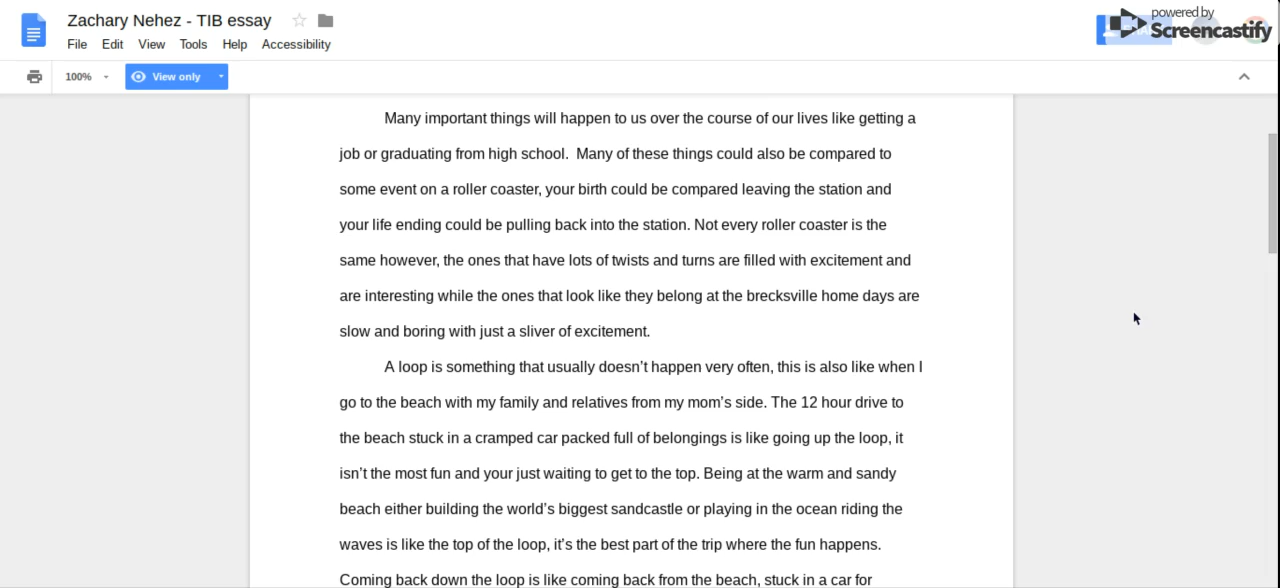 Zachary Nehez - TIB essay
powered by
Screencastify
File Edit View Tools Help Accessibility
100% View only
Many important things will happen to us over the course of our lives like getting a
job or graduating from high school.  Many of these things could also be compared to
some event on a roller coaster, your birth could be compared leaving the station and
your life ending could be pulling back into the station. Not every roller coaster is the
same however, the ones that have lots of twists and turns are filled with excitement and
are interesting while the ones that look like they belong at the brecksville home days are
slow and boring with just a sliver of excitement.
A loop is something that usually doesn’t happen very often, this is also like when I
go to the beach with my family and relatives from my mom’s side. The 12 hour drive to
the beach stuck in a cramped car packed full of belongings is like going up the loop, it
isn’t the most fun and your just waiting to get to the top. Being at the warm and sandy
beach either building the world’s biggest sandcastle or playing in the ocean riding the
waves is like the top of the loop, it’s the best part of the trip where the fun happens.
Coming back down the loop is like coming back from the beach, stuck in a car for